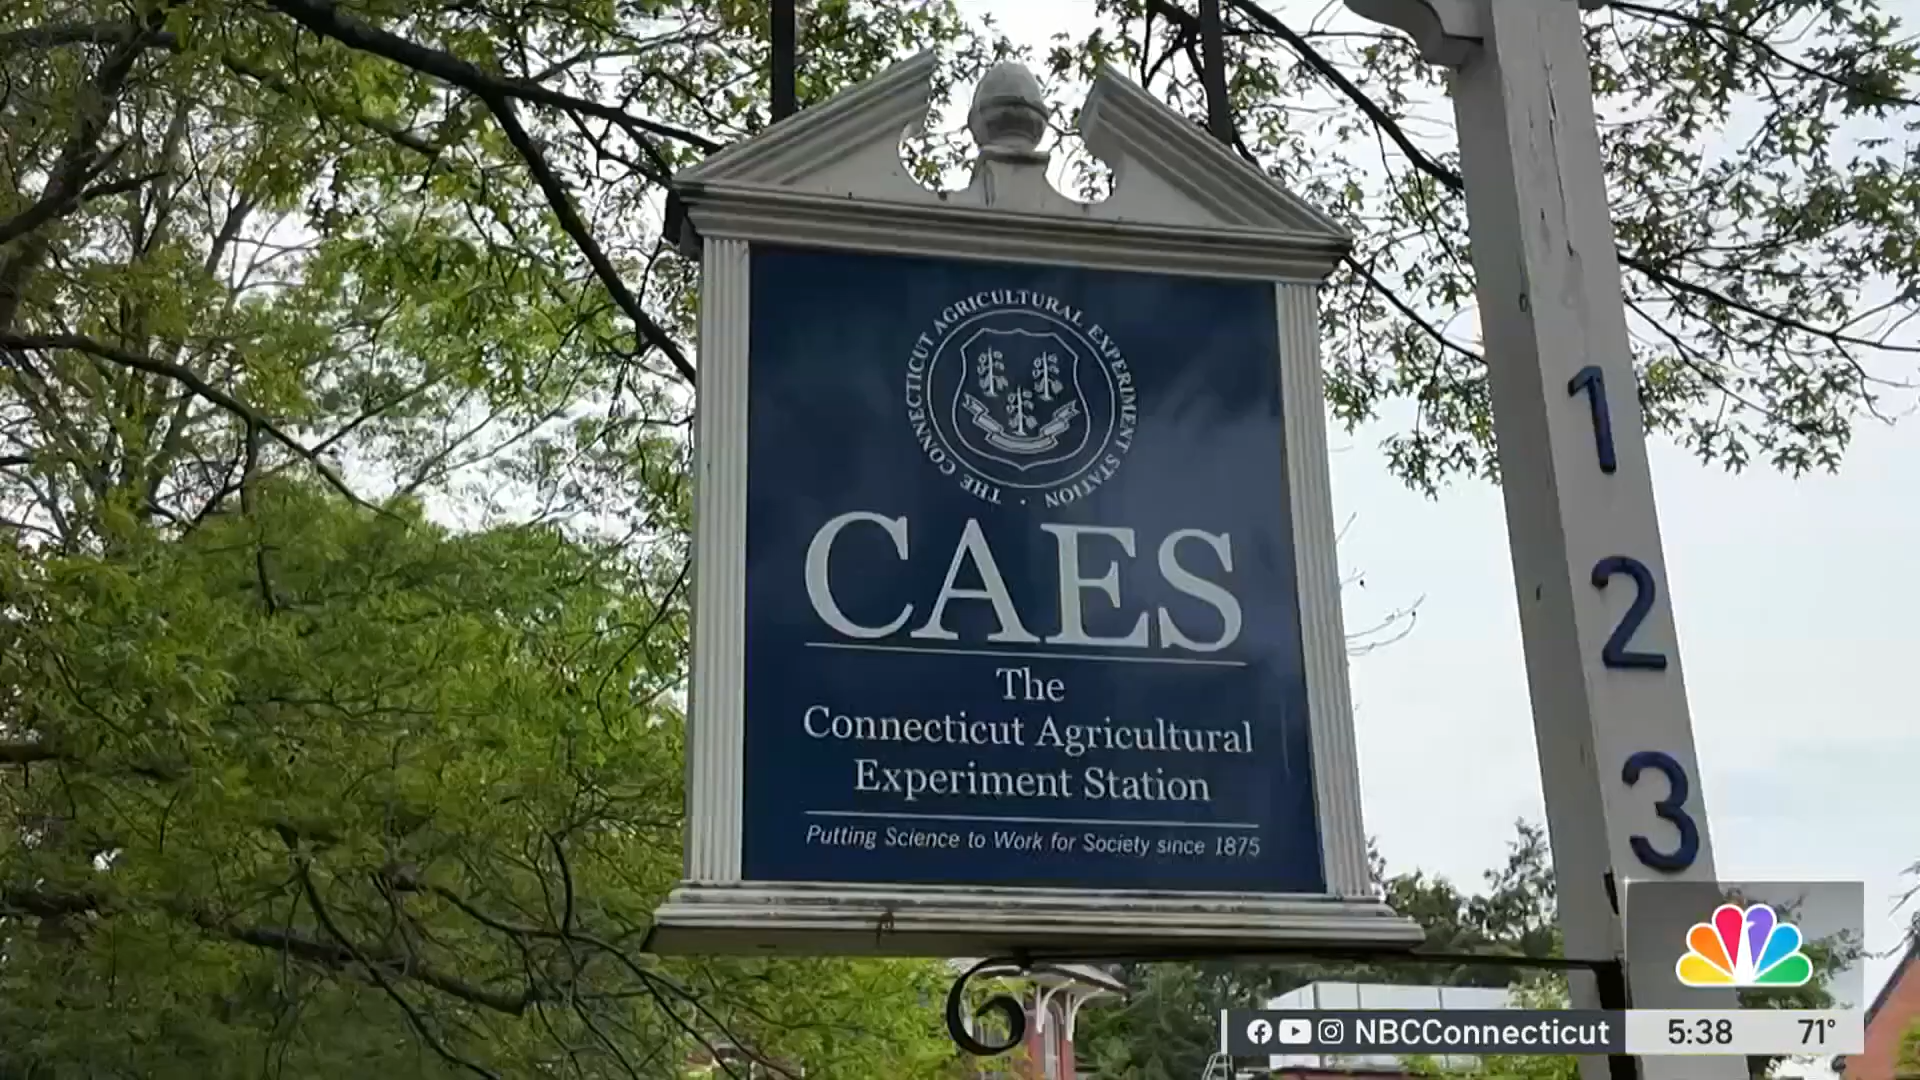 THE CONNECTICUT AGRICULTURAL EXPERIMENT STATION
CAES
The
Connecticut Agricultural
Experiment Station
Putting Science to Work for Society since 1875
1
2
3
NBCConnecticut
5:38
71°